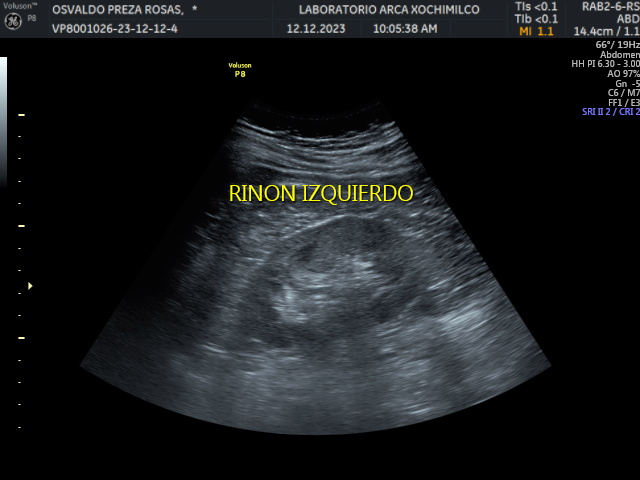 Voluson™
P8
OSVALDO PREZA ROSAS, *
VP8001026-23-12-12-4
LABORATORIO ARCA XOCHIMILCO
12.12.2023 10:05:38 AM
TIs <0.1
TIb <0.1
MI 1.1
RAB2-6-RS
ABD
14.4cm / 1.1
66°/ 19Hz
Abdomen
HH PI 6.30 - 3.00
AO 97%
Gn -5
C6 / M7
FF1 / E3
SRI II 2 / CRI 2
Voluson
P8
RINON IZQUIERDO